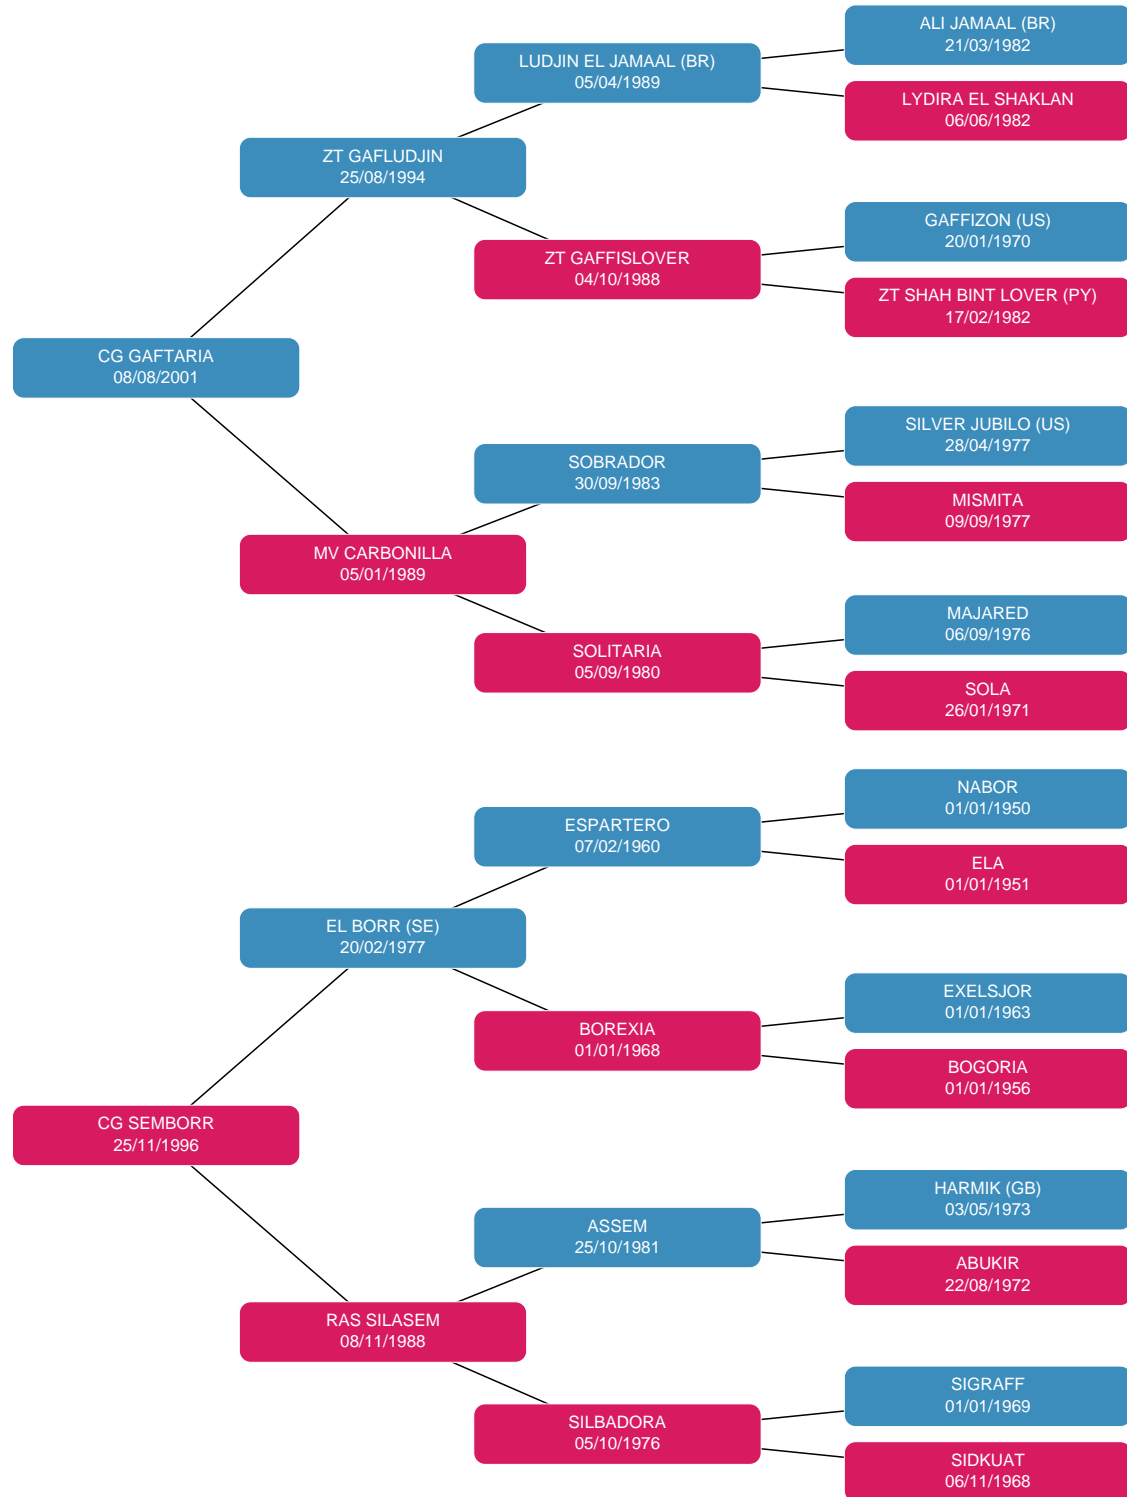 ALI JAMAAL (BR)
21/03/1982
LUDJIN EL JAMAAL (BR)
05/04/1989
LYDIRA EL SHAKLAN
06/06/1982
ZT GAFLUDJIN
25/08/1994
GAFFIZON (US)
20/01/1970
ZT GAFFISLOVER
04/10/1988
ZT SHAH BINT LOVER (PY)
17/02/1982
CG GAFTARIA
08/08/2001
SILVER JUBILO (US)
28/04/1977
SOBRADOR
30/09/1983
MISMITA
09/09/1977
MV CARBONILLA
05/01/1989
MAJARED
06/09/1976
SOLITARIA
05/09/1980
SOLA
26/01/1971
NABOR
01/01/1950
ESPARTERO
07/02/1960
ELA
01/01/1951
EL BORR (SE)
20/02/1977
EXELSJOR
01/01/1963
BOREXIA
01/01/1968
BOGORIA
01/01/1956
CG SEMBORR
25/11/1996
HARMIK (GB)
03/05/1973
ASSEM
25/10/1981
ABUKIR
22/08/1972
RAS SILASEM
08/11/1988
SIGRAFF
01/01/1969
SILBADORA
05/10/1976
SIDKUAT
06/11/1968